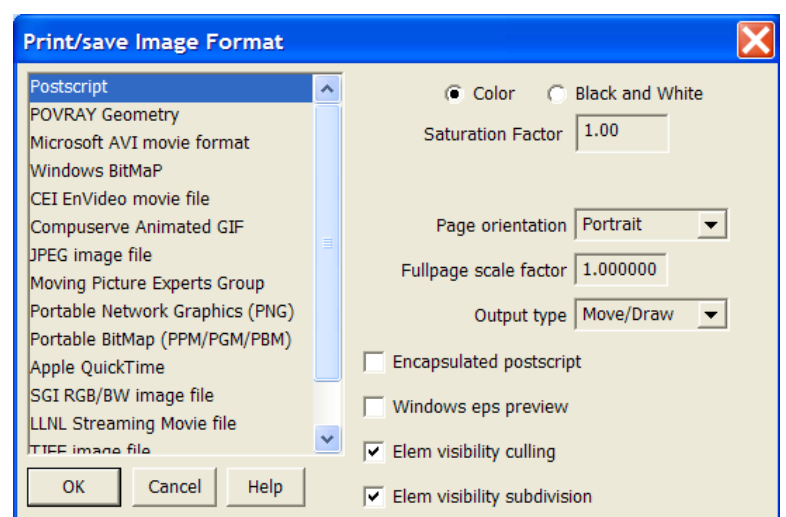 Print/save Image Format
Postscript
POVRAY Geometry
Microsoft AVI movie format
Windows BitMaP
CEI EnVideo movie file
Compuserve Animated GIF
JPEG image file
Moving Picture Experts Group
Portable Network Graphics (PNG)
Portable BitMap (PPM/PGM/PBM)
Apple QuickTime
SGI RGB/BW image file
LLNL Streaming Movie file
TIFF image file
OK Cancel Help
Color Black and White
Saturation Factor 1.00
Page orientation Portrait
Fullpage scale factor 1.000000
Output type Move/Draw
Encapsulated postscript
Windows eps preview
Elem visibility culling
Elem visibility subdivision